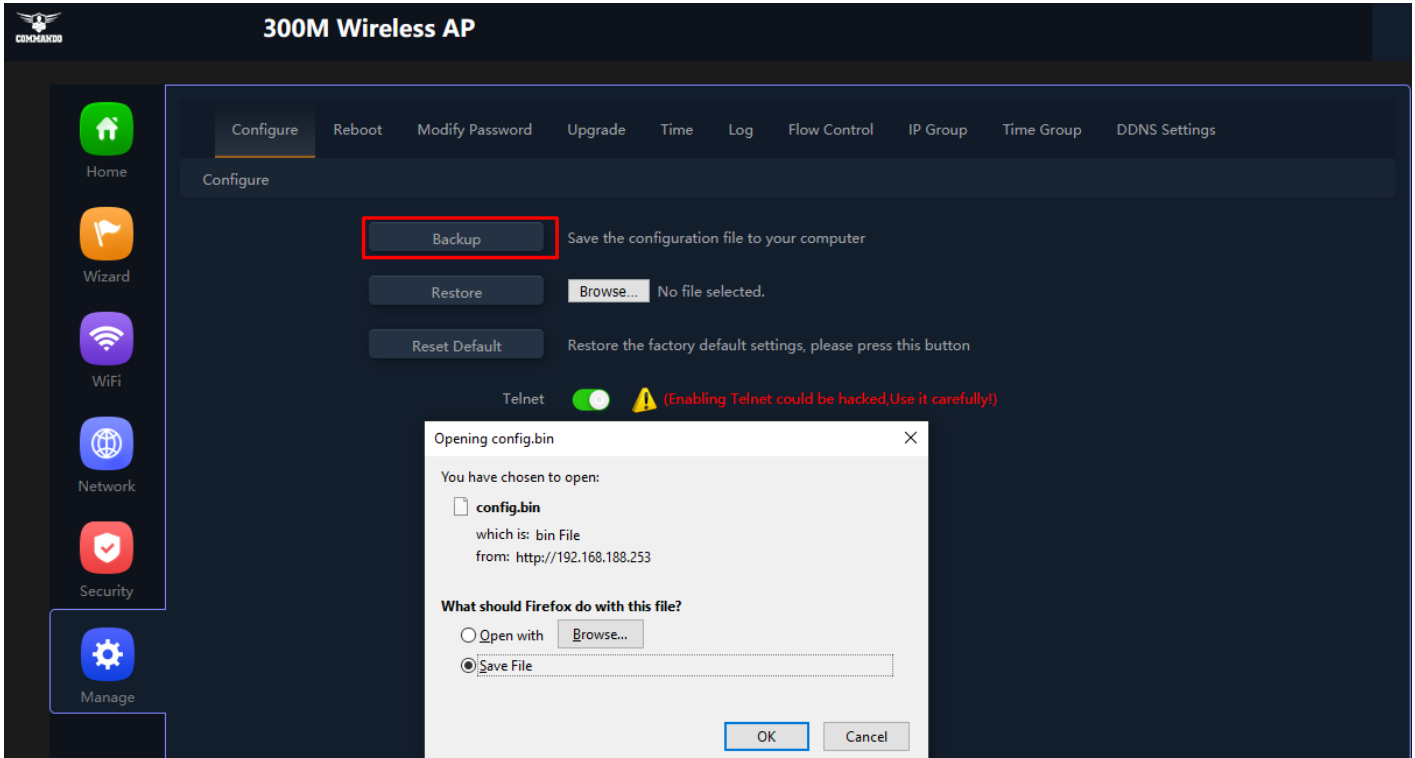 COMMANDO
300M Wireless AP
Configure Reboot Modify Password Upgrade Time Log Flow Control IP Group Time Group DDNS Settings
Configure
Home
Wizard
WiFi
Network
Security
Manage
Backup Save the configuration file to your computer
Restore Browse... No file selected.
Reset Default Restore the factory default settings, please press this button
Telnet (Enabling Telnet could be hacked,Use it carefully!)
Opening config.bin
You have chosen to open:
config.bin
which is: bin File
from: http://192.168.188.253
What should Firefox do with this file?
Open with Browse...
Save File
OK Cancel